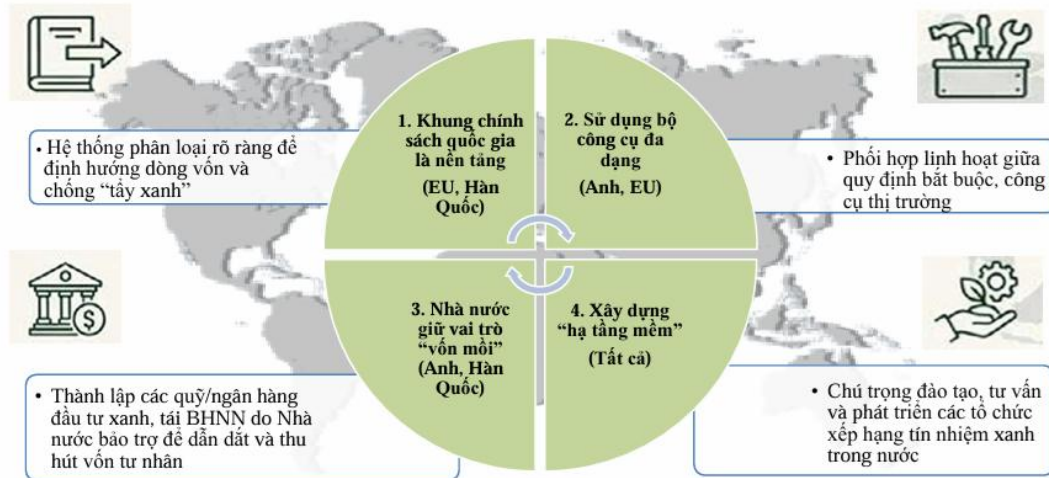 1. Khung chính
sách quốc gia
là nền tảng
(EU, Hàn
Quốc)
• Hệ thống phân loại rõ ràng để
định hướng dòng vốn và
chống “tẩy xanh”
2. Sử dụng bộ
công cụ đa
dạng
(Anh, EU)
• Phối hợp linh hoạt giữa
quy định bắt buộc, công
cụ thị trường
3. Nhà nước
giữ vai trò
“vốn mồi”
(Anh, Hàn
Quốc)
• Thành lập các quỹ/ngân hàng
đầu tư xanh, tái BHNN do Nhà
nước bảo trợ để dẫn dắt và thu
hút vốn tư nhân
4. Xây dựng
“hạ tầng mềm”
(Tất cả)
• Chú trọng đào tạo, tư vấn
và phát triển các tổ chức
xếp hạng tín nhiệm xanh
trong nước
$